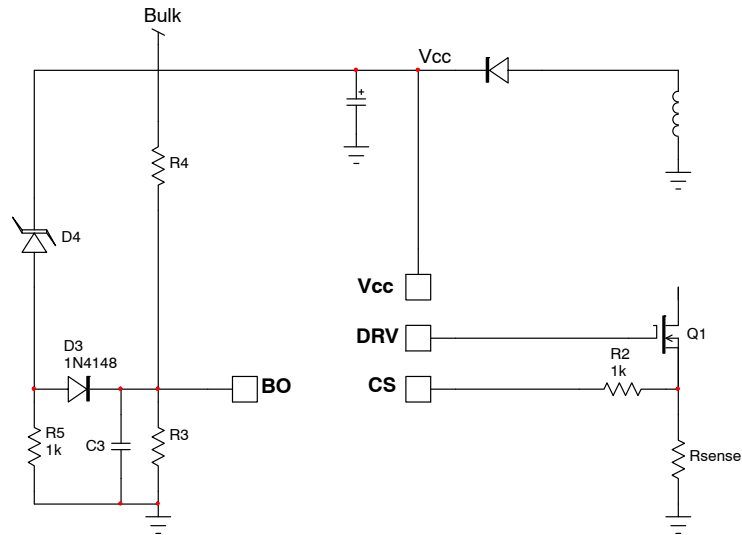 Bulk
Vcc
+
R4
D4
Vcc
DRV
Q1
D3
1N4148
R2
1k
BO
CS
R5
1k
C3
R3
Rsense